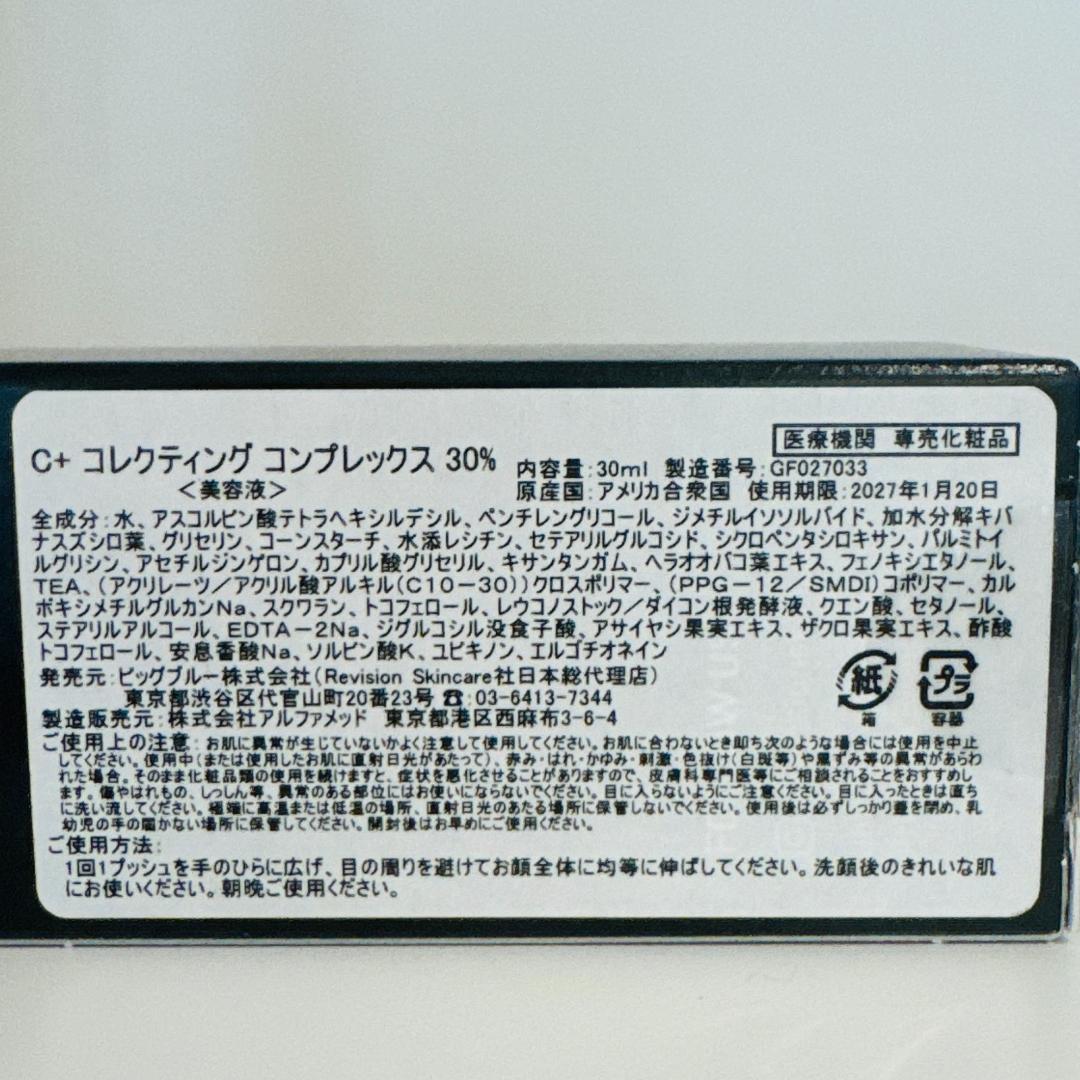 医療機関 専売化粧品
C+ コレクティング コンプレックス 30%
<美容液>
内容量:30ml 製造番号:GF027033
原産国:アメリカ合衆国 使用期限:2027年1月20日
全成分:水、アスコルビン酸テトラヘキシルデシル、ペンチレングリコール、ジメチルイソソルバイド、加水分解キバ
ナスズシロ葉、グリセリン、コーンスターチ、水添レシチン、セテアリルグルコシド、シクロペンタシロキサン、パルミトイ
ルグリシン、アセチルジンゲロン、カプリル酸グリセリル、キサンタンガム、ヘラオオバコ葉エキス、フェノキシエタノール、
TEA、(アクリレーツ/アクリル酸アルキル(C10-30))クロスポリマー、(PPG-12/SMDI)コポリマー、カル
ボキシメチルグルカンNa、スクワラン、トコフェロール、レウコノストック/ダイコン根発酵液、クエン酸、セタノール、
ステアリルアルコール、EDTA-2Na、ジグルコシル没食子酸、アサイヤシ果実エキス、ザクロ果実エキス、酢酸
トコフェロール、安息香酸Na、ソルビン酸K、ユビキノン、エルゴチオネイン
発売元:ビッグブルー株式会社(Revision Skincare社日本総代理店)
東京都渋谷区代官山町20番23号 ☎:03-6413-7344
製造販売元:株式会社アルファメッド 東京都港区西麻布3-6-4
紙 プラ
箱 容器
ご使用上の注意:お肌に異常が生じていないかよく注意して使用してください。お肌に合わないとき即ち次のような場合には使用を中止
してください。使用中(または使用したお肌に直射日光があたって)、赤み・はれ・かゆみ・刺激・色抜け(白斑等)や黒ずみ等の異常があらわ
れた場合。そのまま化粧品類の使用を続けますと、症状を悪化させることがありますので、皮膚科専門医等にご相談されることをおすすめし
ます。傷やはれもの、しっしん等、異常のある部位にはお使いにならないでください。目に入らないようにご注意ください。目に入ったときは直ち
に洗い流してください。極端に高温または低温の場所、直射日光のあたる場所に保管しないでください。使用後は必ずしっかり蓋を閉め、乳
幼児の手の届かない場所に保管してください。開封後はお早めにご使用ください。
ご使用方法:
1回1プッシュを手のひらに広げ、目の周りを避けてお顔全体に均等に伸ばしてください。洗顔後のきれいな肌
にお使いください。朝晩ご使用ください。